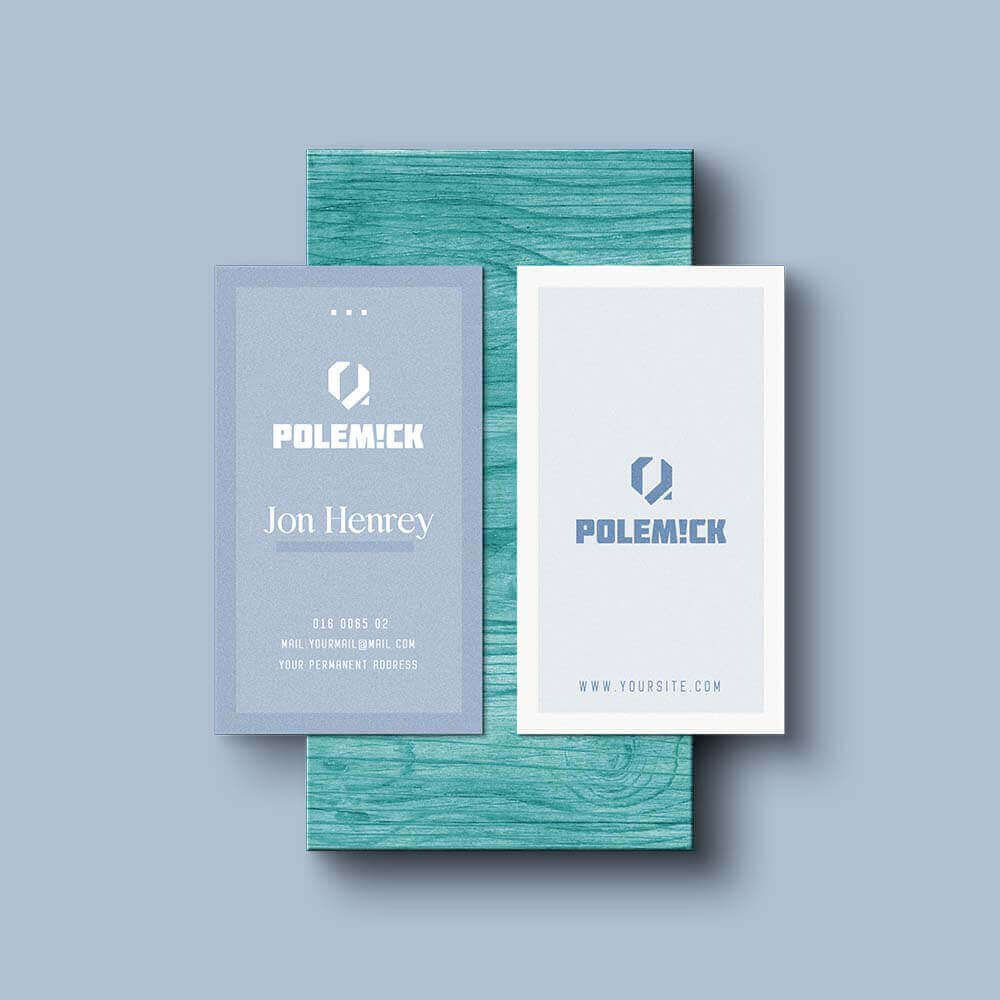 POLEM!CK
Jon Henrey
016 0065 02
MAIL:YOURMAIL@MAIL.COM
YOUR PERMANENT ADDRESS
POLEM!CK
WWW.YOURSITE.COM